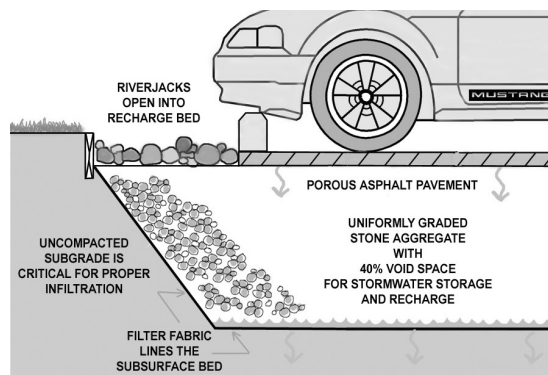 RIVERJACKS
OPEN INTO
RECHARGE BED
MUSTANG
POROUS ASPHALT PAVEMENT
UNIFORMLY GRADED
STONE AGGREGATE
WITH
40% VOID SPACE
FOR STORMWATER STORAGE
AND RECHARGE
UNCOMPACTED
SUBGRADE IS
CRITICAL FOR PROPER
INFILTRATION
FILTER FABRIC
LINES THE
SUBSURFACE BED